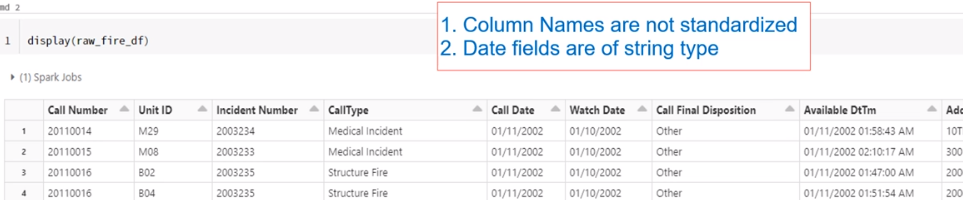 md 2
1. Column Names are not standardized
2. Date fields are of string type
1 display(raw_fire_df)
(1) Spark Jobs
Call Number Unit ID Incident Number CallType Call Date Watch Date Call Final Disposition Available DtTm
1 20110014 M29 2003234 Medical Incident 01/11/2002 01/10/2002 Other 01/11/2002 01:58:43 AM 10T
2 20110015 M08 2003233 Medical Incident 01/11/2002 01/10/2002 Other 01/11/2002 02:10:17 AM 300
3 20110016 B02 2003235 Structure Fire 01/11/2002 01/10/2002 Other 01/11/2002 01:47:00 AM 200
4 20110016 B04 2003235 Structure Fire 01/11/2002 01/10/2002 Other 01/11/2002 01:51:54 AM 200